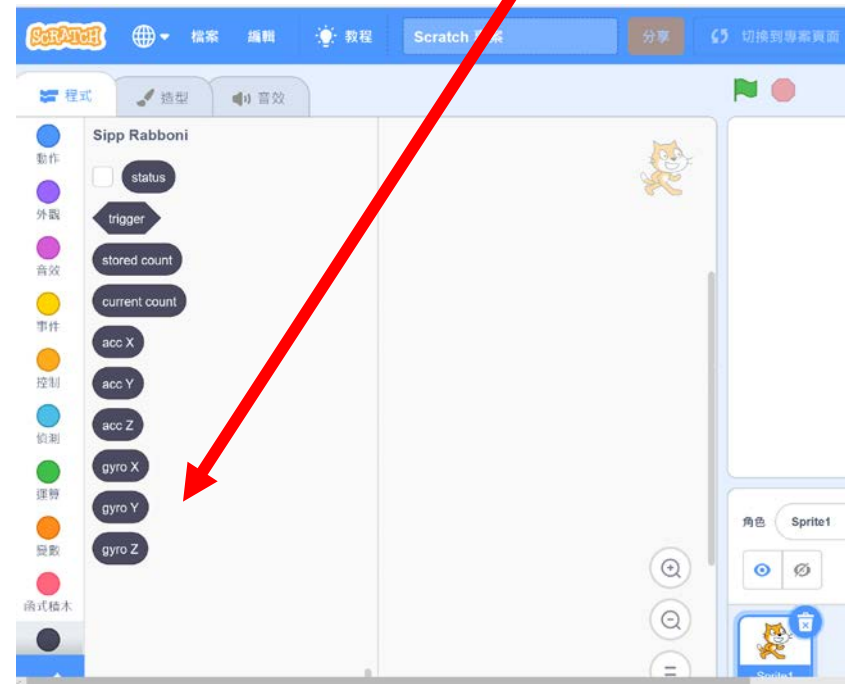 SCRATCH 檔案 編輯 教程 Scratch 分享 切換到專案頁面
程式 造型 音效
Sipp Rabboni
動作
status
外觀
trigger
音效
stored count
事件
current count
控制
acc X
偵測
acc Y
運算
acc Z
變數
gyro X
函式積木
gyro Y
gyro Z
角色 Sprite1
Sprite1